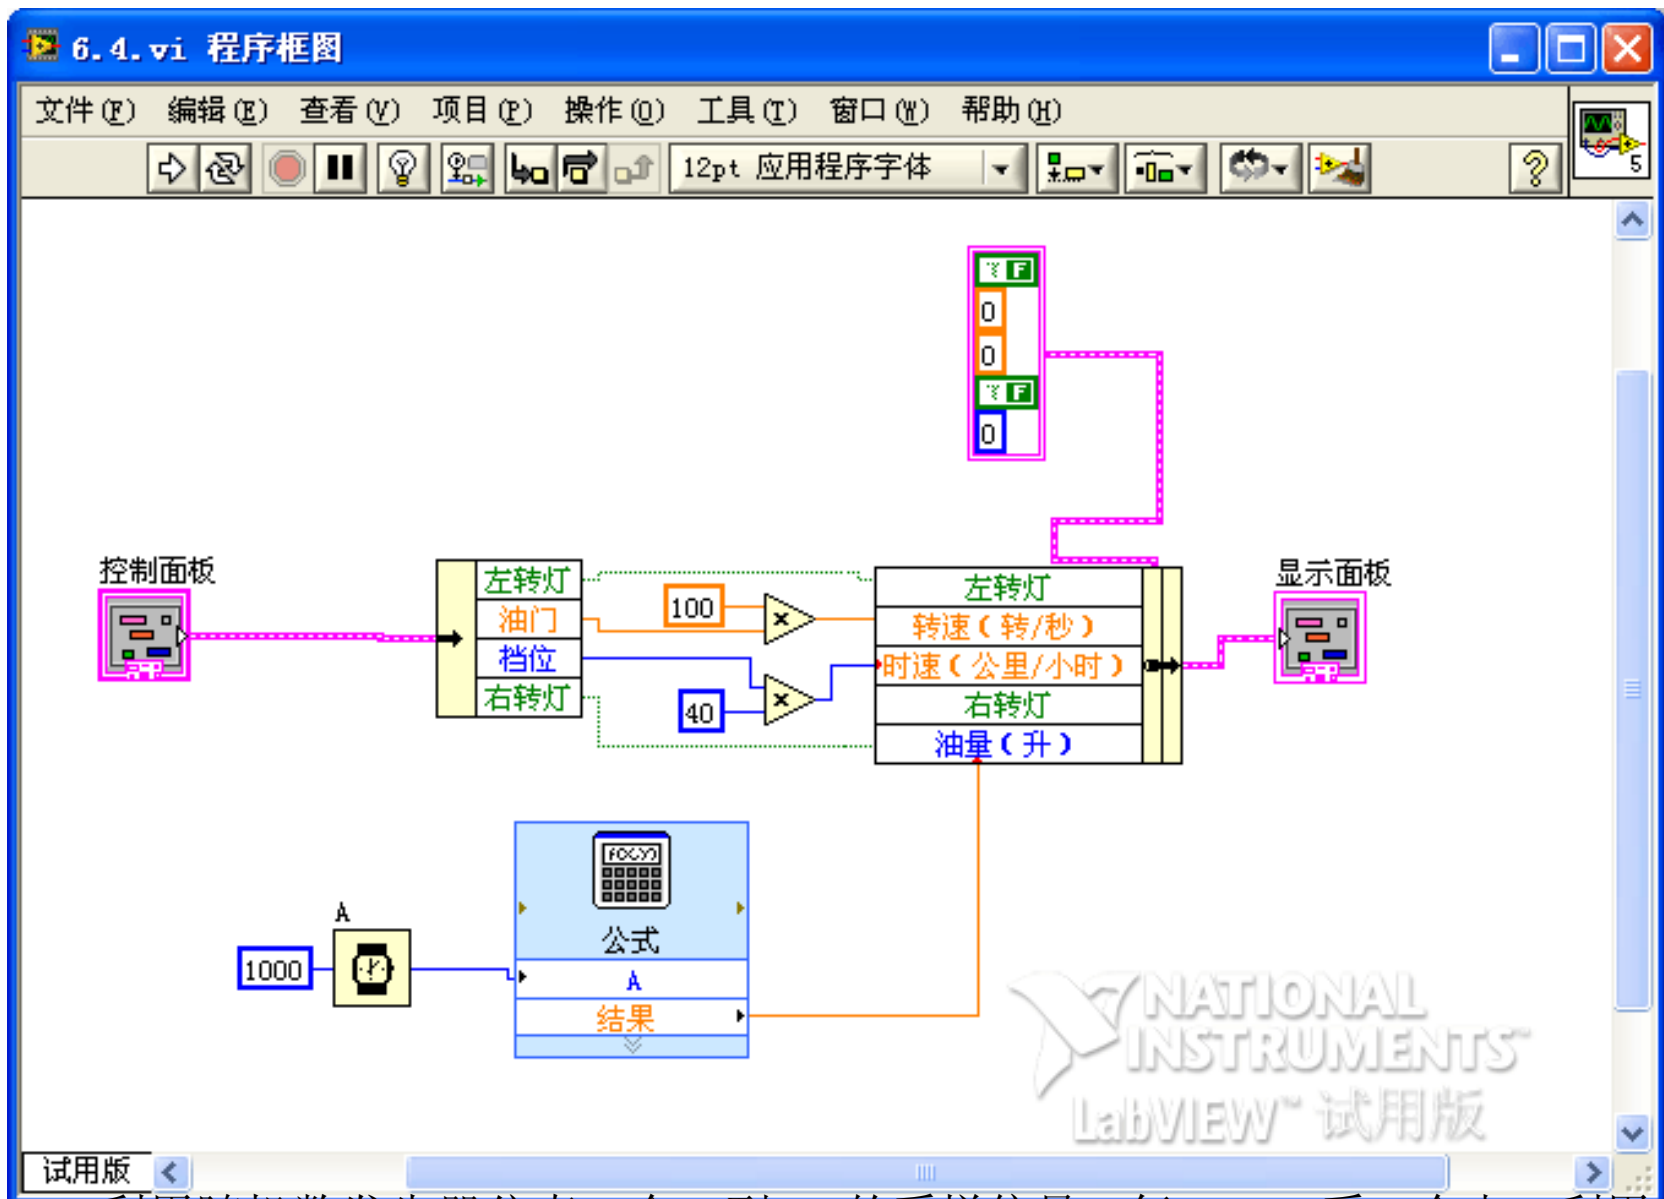 6.4.vi 程序框图
文件(F) 编辑(E) 查看(V) 项目(P) 操作(O) 工具(T) 窗口(W) 帮助(H)
12pt 应用程序字体
5
F
0
0
F
0
控制面板
左转灯
油门
档位
右转灯
100
40
左转灯
转速(转/秒)
时速(公里/小时)
右转灯
油量(升)
显示面板
A
1000
f(x,y)
公式
A
结果
NATIONAL
INSTRUMENTS™
LabVIEW™ 试用版
试用版